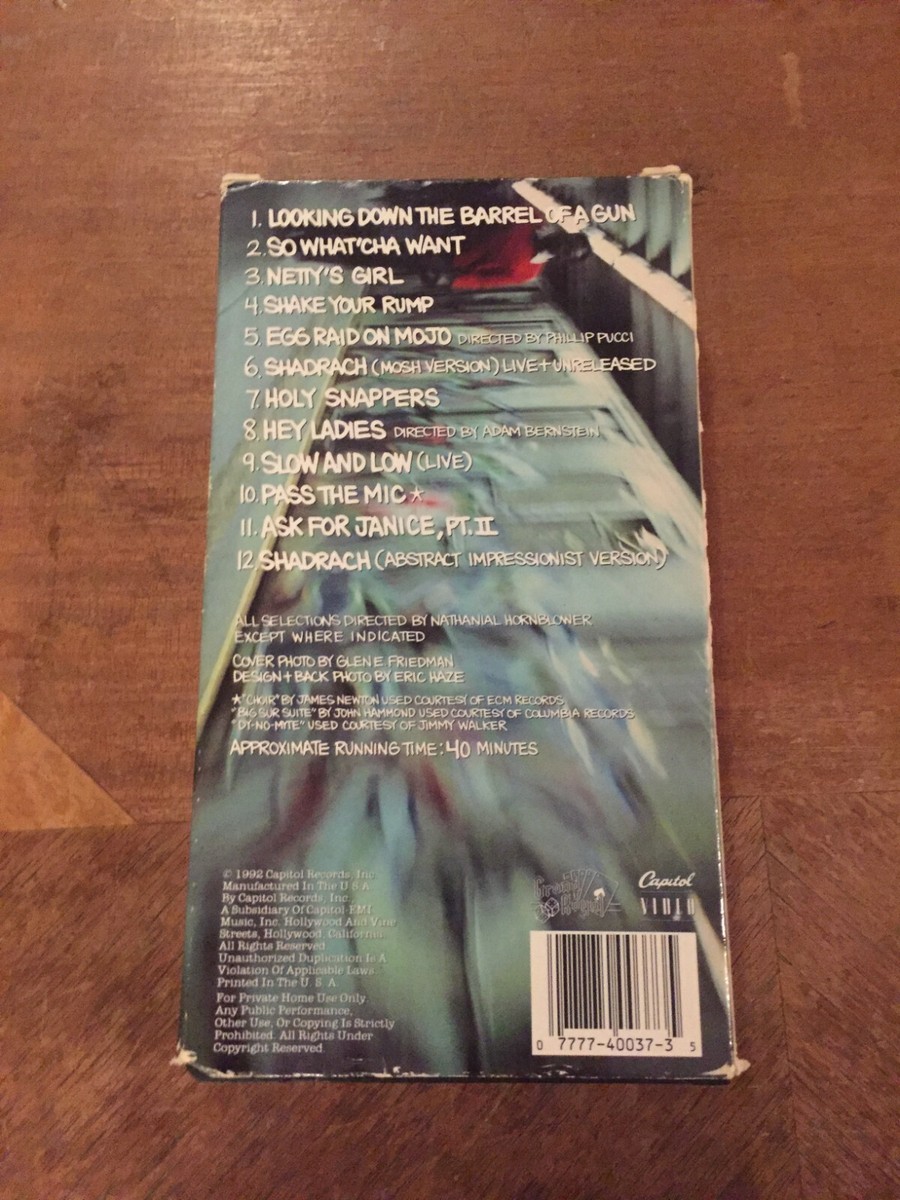 1. LOOKING DOWN THE BARREL OF A GUN
2. SO WHAT'CHA WANT
3. NETTY'S GIRL
4. SHAKE YOUR RUMP
5. EGG RAID ON MOJO DIRECTED BY PHILLIP PUCCI
6. SHADRACH (MOSH VERSION) LIVE + UNRELEASED
7. HOLY SNAPPERS
8. HEY LADIES DIRECTED BY ADAM BERNSTEIN
9. SLOW AND LOW (LIVE)
10. PASS THE MIC *
11. ASK FOR JANICE, PT. II
12. SHADRACH (ABSTRACT IMPRESSIONIST VERSION)
ALL SELECTIONS DIRECTED BY NATHANIAL HORNBLOWER
EXCEPT WHERE INDICATED
COVER PHOTO BY GLEN E FRIEDMAN
DESIGN + BACK PHOTO BY ERIC HAZE
* "CHOIR" BY JAMES NEWTON USED COURTESY OF ECM RECORDS
"BIG SUR SUITE" BY JOHN HAMMOND USED COURTESY OF COLUMBIA RECORDS
"DY-NO-MITE" USED COURTESY OF JIMMY WALKER
APPROXIMATE RUNNING TIME: 40 MINUTES
© 1992 Capitol Records, Inc.
Manufactured In The U.S.A.
By Capitol Records, Inc.,
A Subsidiary Of Capitol-EMI
Music, Inc. Hollywood And Vine
Streets, Hollywood, California.
All Rights Reserved.
Unauthorized Duplication Is A
Violation Of Applicable Laws.
Printed In The U. S. A.
For Private Home Use Only.
Any Public Performance,
Other Use, Or Copying Is Strictly
Prohibited. All Rights Under
Copyright Reserved.
Capitol
VIDEO
0 7777-40037-3 5